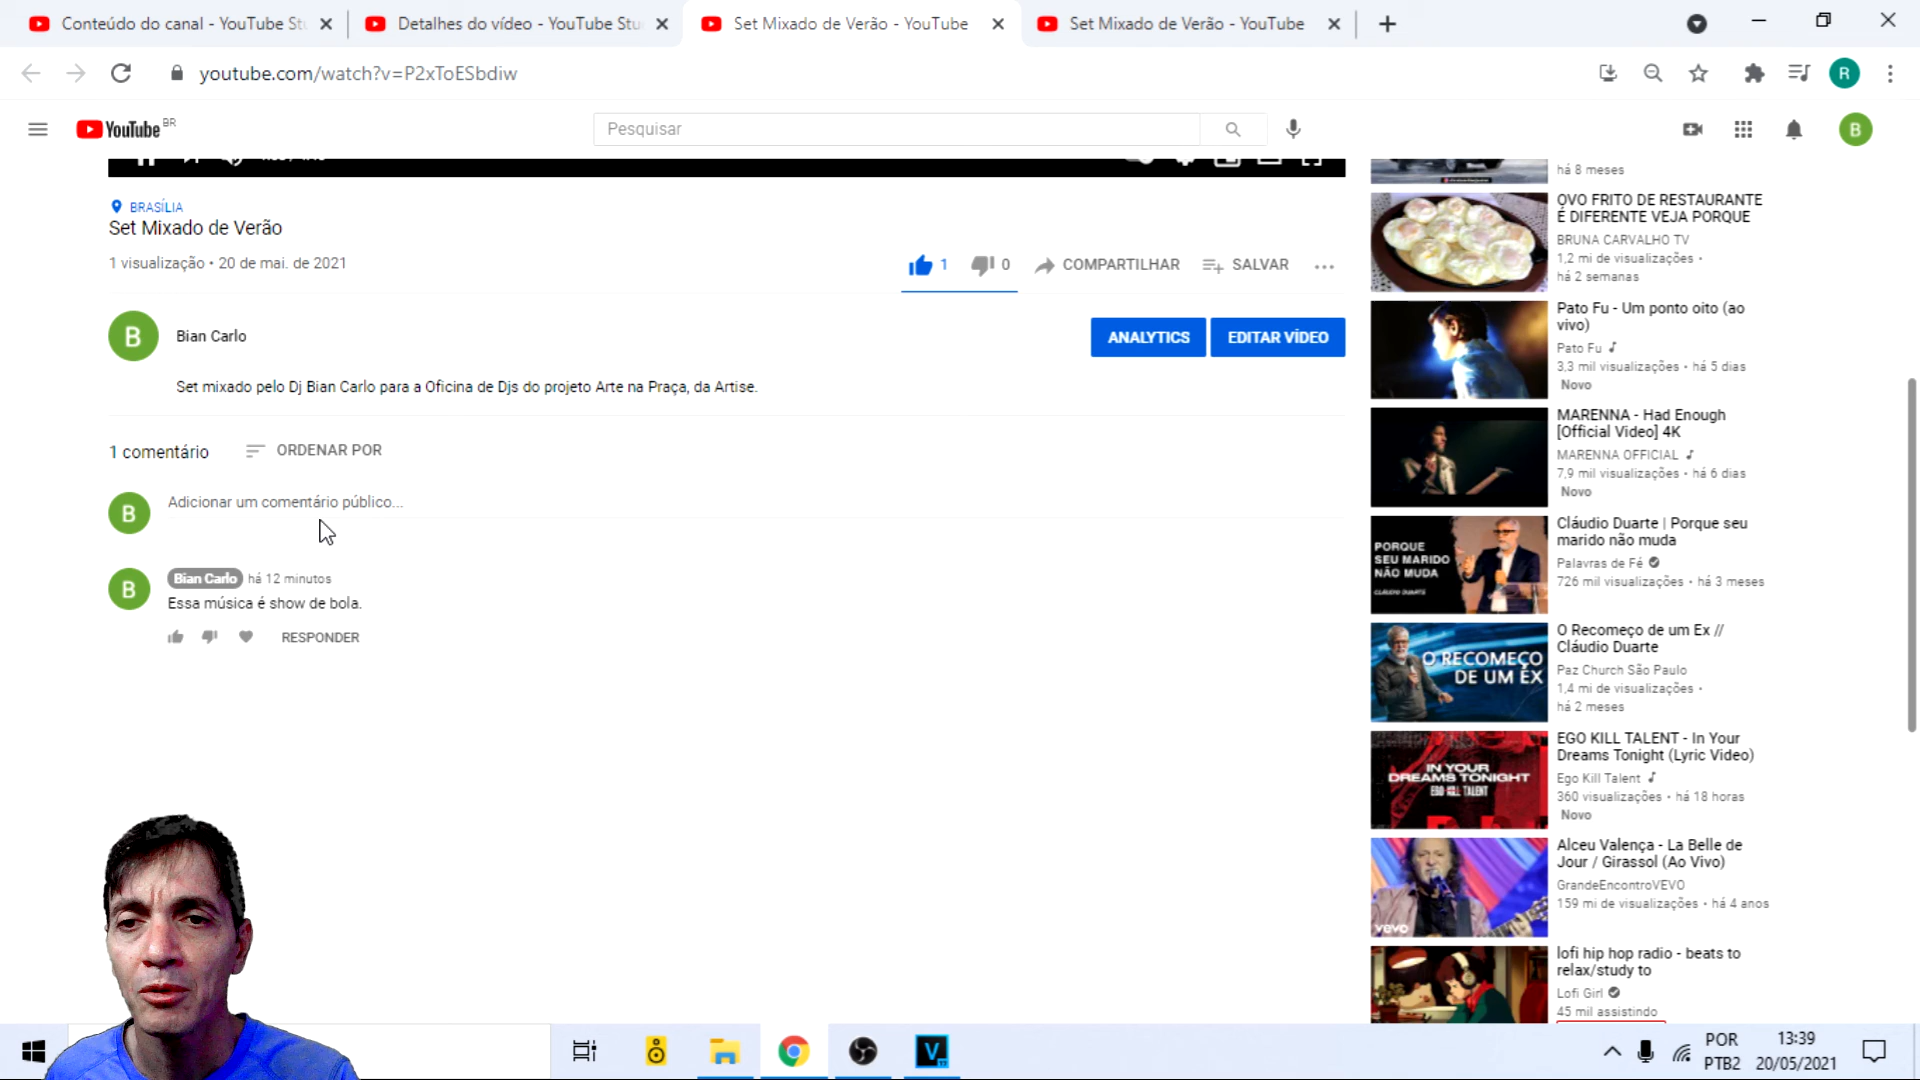 Conteúdo do canal - YouTube Stu
Detalhes do vídeo - YouTube Stu
Set Mixado de Verão - YouTube
Set Mixado de Verão - YouTube
youtube.com/watch?v=P2xToESbdiw
R
YouTube BR
Pesquisar
B
BRASÍLIA
Set Mixado de Verão
1 visualização • 20 de mai. de 2021
1
0
COMPARTILHAR
SALVAR
B
Bian Carlo
ANALYTICS
EDITAR VÍDEO
Set mixado pelo Dj Bian Carlo para a Oficina de Djs do projeto Arte na Praça, da Artise.
1 comentário
ORDENAR POR
B
Adicionar um comentário público...
B
Bian Carlo há 12 minutos
Essa música é show de bola.
RESPONDER
há 8 meses
OVO FRITO DE RESTAURANTE
É DIFERENTE VEJA PORQUE
BRUNA CARVALHO TV
1,2 mi de visualizações •
há 2 semanas
Pato Fu - Um ponto oito (ao
vivo)
Pato Fu
3,3 mil visualizações • há 5 dias
Novo
MARENNA - Had Enough
[Official Video] 4K
MARENNA OFFICIAL
7,9 mil visualizações • há 6 dias
Novo
PORQUE
SEU MARIDO
NÃO MUDA
CLÁUDIO DUARTE
Cláudio Duarte | Porque seu
marido não muda
Palavras de Fé
726 mil visualizações • há 3 meses
O RECOMEÇO
DE UM EX
O Recomeço de um Ex //
Cláudio Duarte
Paz Church São Paulo
1,4 mi de visualizações •
há 2 meses
IN YOUR
DREAMS TONIGHT
EGO KILL TALENT
EGO KILL TALENT - In Your
Dreams Tonight (Lyric Video)
Ego Kill Talent
360 visualizações • há 18 horas
Novo
vevo
Alceu Valença - La Belle de
Jour / Girassol (Ao Vivo)
GrandeEncontroVEVO
159 mi de visualizações • há 4 anos
lofi hip hop radio - beats to
relax/study to
Lofi Girl
45 mil assistindo
V
POR
PTB2
13:39
20/05/2021